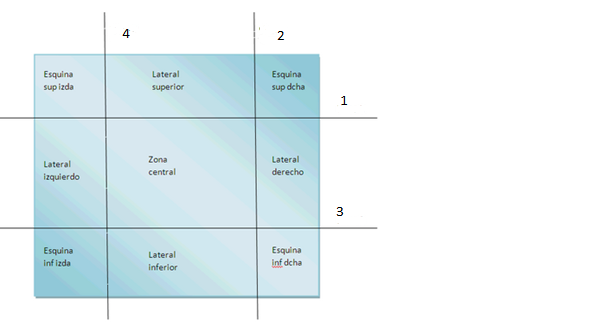 4
2
Esquina
sup izda
Lateral
superior
Esquina
sup dcha
1
Lateral
izquierdo
Zona
central
Lateral
derecho
3
Esquina
inf izda
Lateral
inferior
Esquina
inf dcha